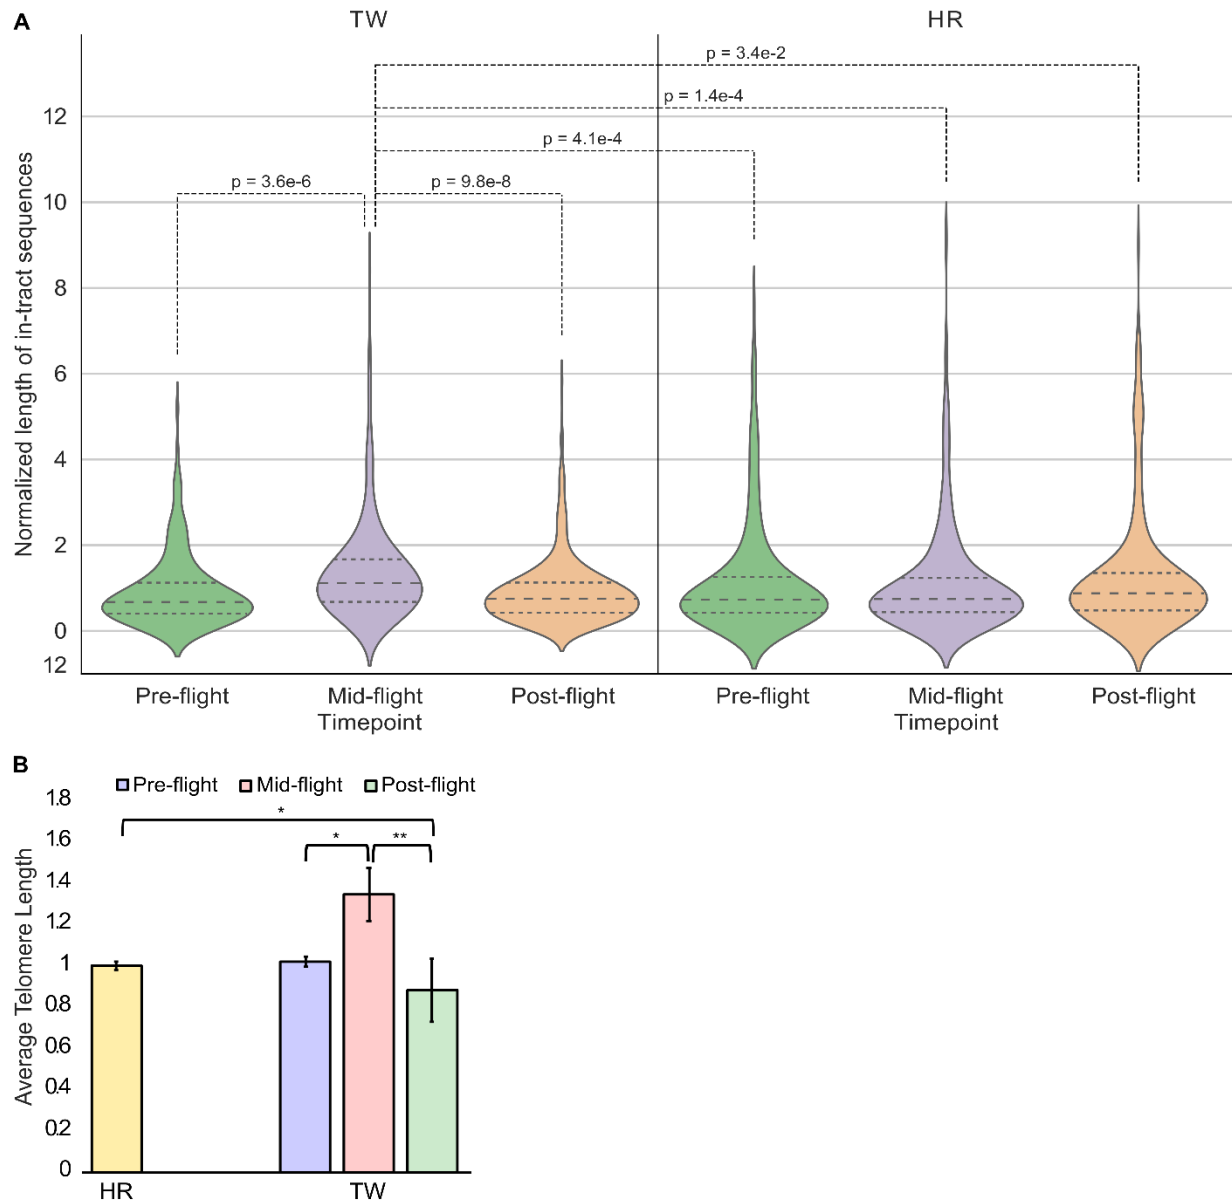 A
TW HR
p = 3.4e-2
p = 1.4e-4
p = 4.1e-4
p = 3.6e-6 p = 9.8e-8
Normalized length of in-tract sequences
12
10
8
6
4
2
0
12
Pre-flight Mid-flight Post-flight Pre-flight Mid-flight Post-flight
Timepoint Timepoint
B
Pre-flight Mid-flight Post-flight
*
* **
Average Telomere Length
1.8
1.6
1.4
1.2
1
0.8
0.6
0.4
0.2
0
HR TW